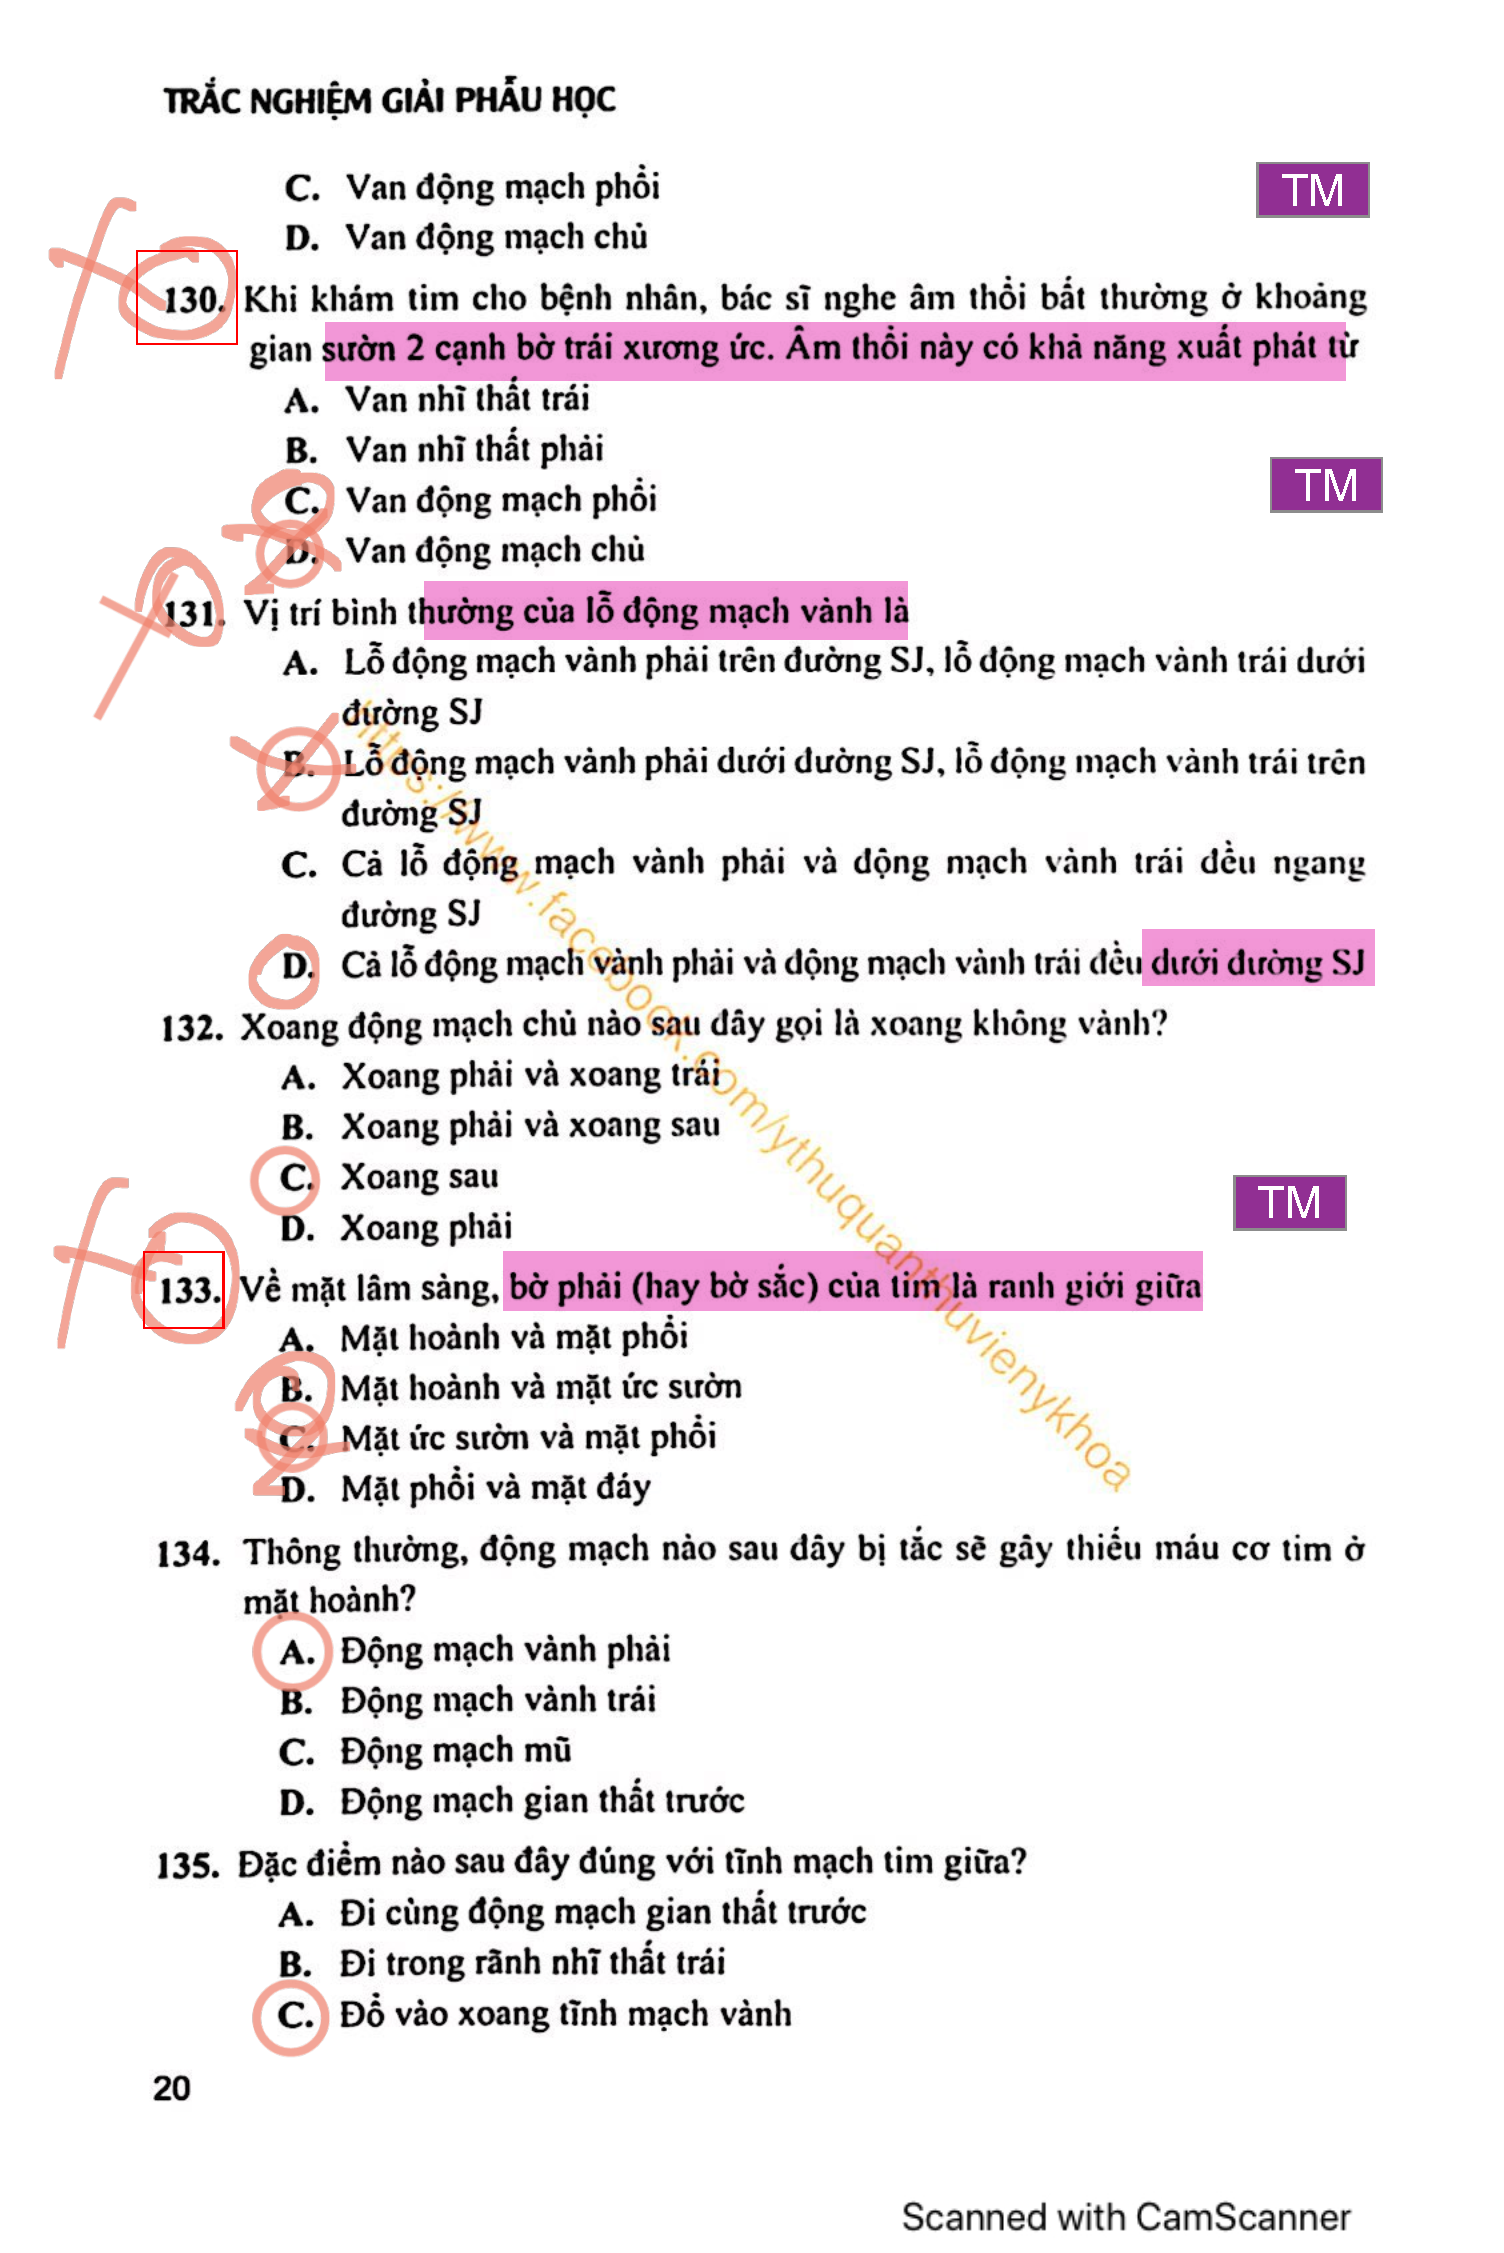 TRẮC NGHIỆM GIẢI PHẪU HỌC
C. Van động mạch phổi
TM
D. Van động mạch chủ
130. Khi khám tim cho bệnh nhân, bác sĩ nghe âm thổi bất thường ở khoảng
gian sườn 2 cạnh bờ trái xương ức. Âm thổi này có khả năng xuất phát từ
A. Van nhĩ thất trái
B. Van nhĩ thất phải
TM
C. Van động mạch phổi
D. Van động mạch chủ
131. Vị trí bình thường của lỗ động mạch vành là
A. Lỗ động mạch vành phải trên đường SJ, lỗ động mạch vành trái dưới
đường SJ
B. Lỗ động mạch vành phải dưới đường SJ, lỗ động mạch vành trái trên
đường SJ
C. Cả lỗ động mạch vành phải và động mạch vành trái đều ngang
đường SJ
D. Cả lỗ động mạch vành phải và động mạch vành trái đều dưới đường SJ
132. Xoang động mạch chủ nào sau đây gọi là xoang không vành?
A. Xoang phải và xoang trái
B. Xoang phải và xoang sau
C. Xoang sau
TM
D. Xoang phải
133. Về mặt lâm sàng, bờ phải (hay bờ sắc) của tim là ranh giới giữa
A. Mặt hoành và mặt phổi
B. Mặt hoành và mặt ức sườn
C. Mặt ức sườn và mặt phổi
D. Mặt phổi và mặt đáy
134. Thông thường, động mạch nào sau đây bị tắc sẽ gây thiếu máu cơ tim ở
mặt hoành?
A. Động mạch vành phải
B. Động mạch vành trái
C. Động mạch mũ
D. Động mạch gian thất trước
135. Đặc điểm nào sau đây đúng với tĩnh mạch tim giữa?
A. Đi cùng động mạch gian thất trước
B. Đi trong rãnh nhĩ thất trái
C. Đổ vào xoang tĩnh mạch vành
https://www.facebook.com/ythuquanthuvienykhoa
20
Scanned with CamScanner